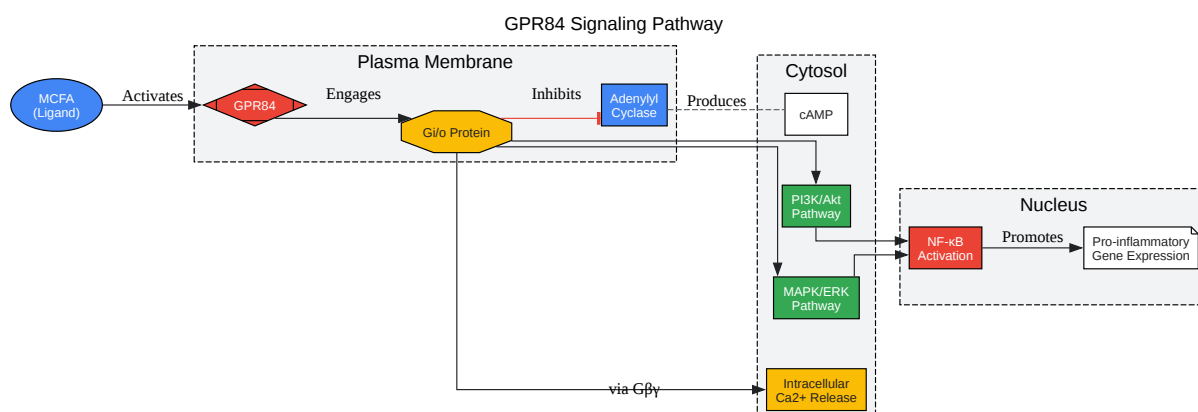 GPR84 Signaling Pathway
Plasma Membrane
Cytosol
MCFA
(Ligand)
Activates
GPR84
Engages
Gi/o Protein
Inhibits
Adenylyl
Cyclase
Produces
cAMP
PI3K/Akt
Pathway
Nucleus
NF-κB
Activation
Promotes
Pro-inflammatory
Gene Expression
MAPK/ERK
Pathway
via Gβγ
Intracellular
Ca2+ Release